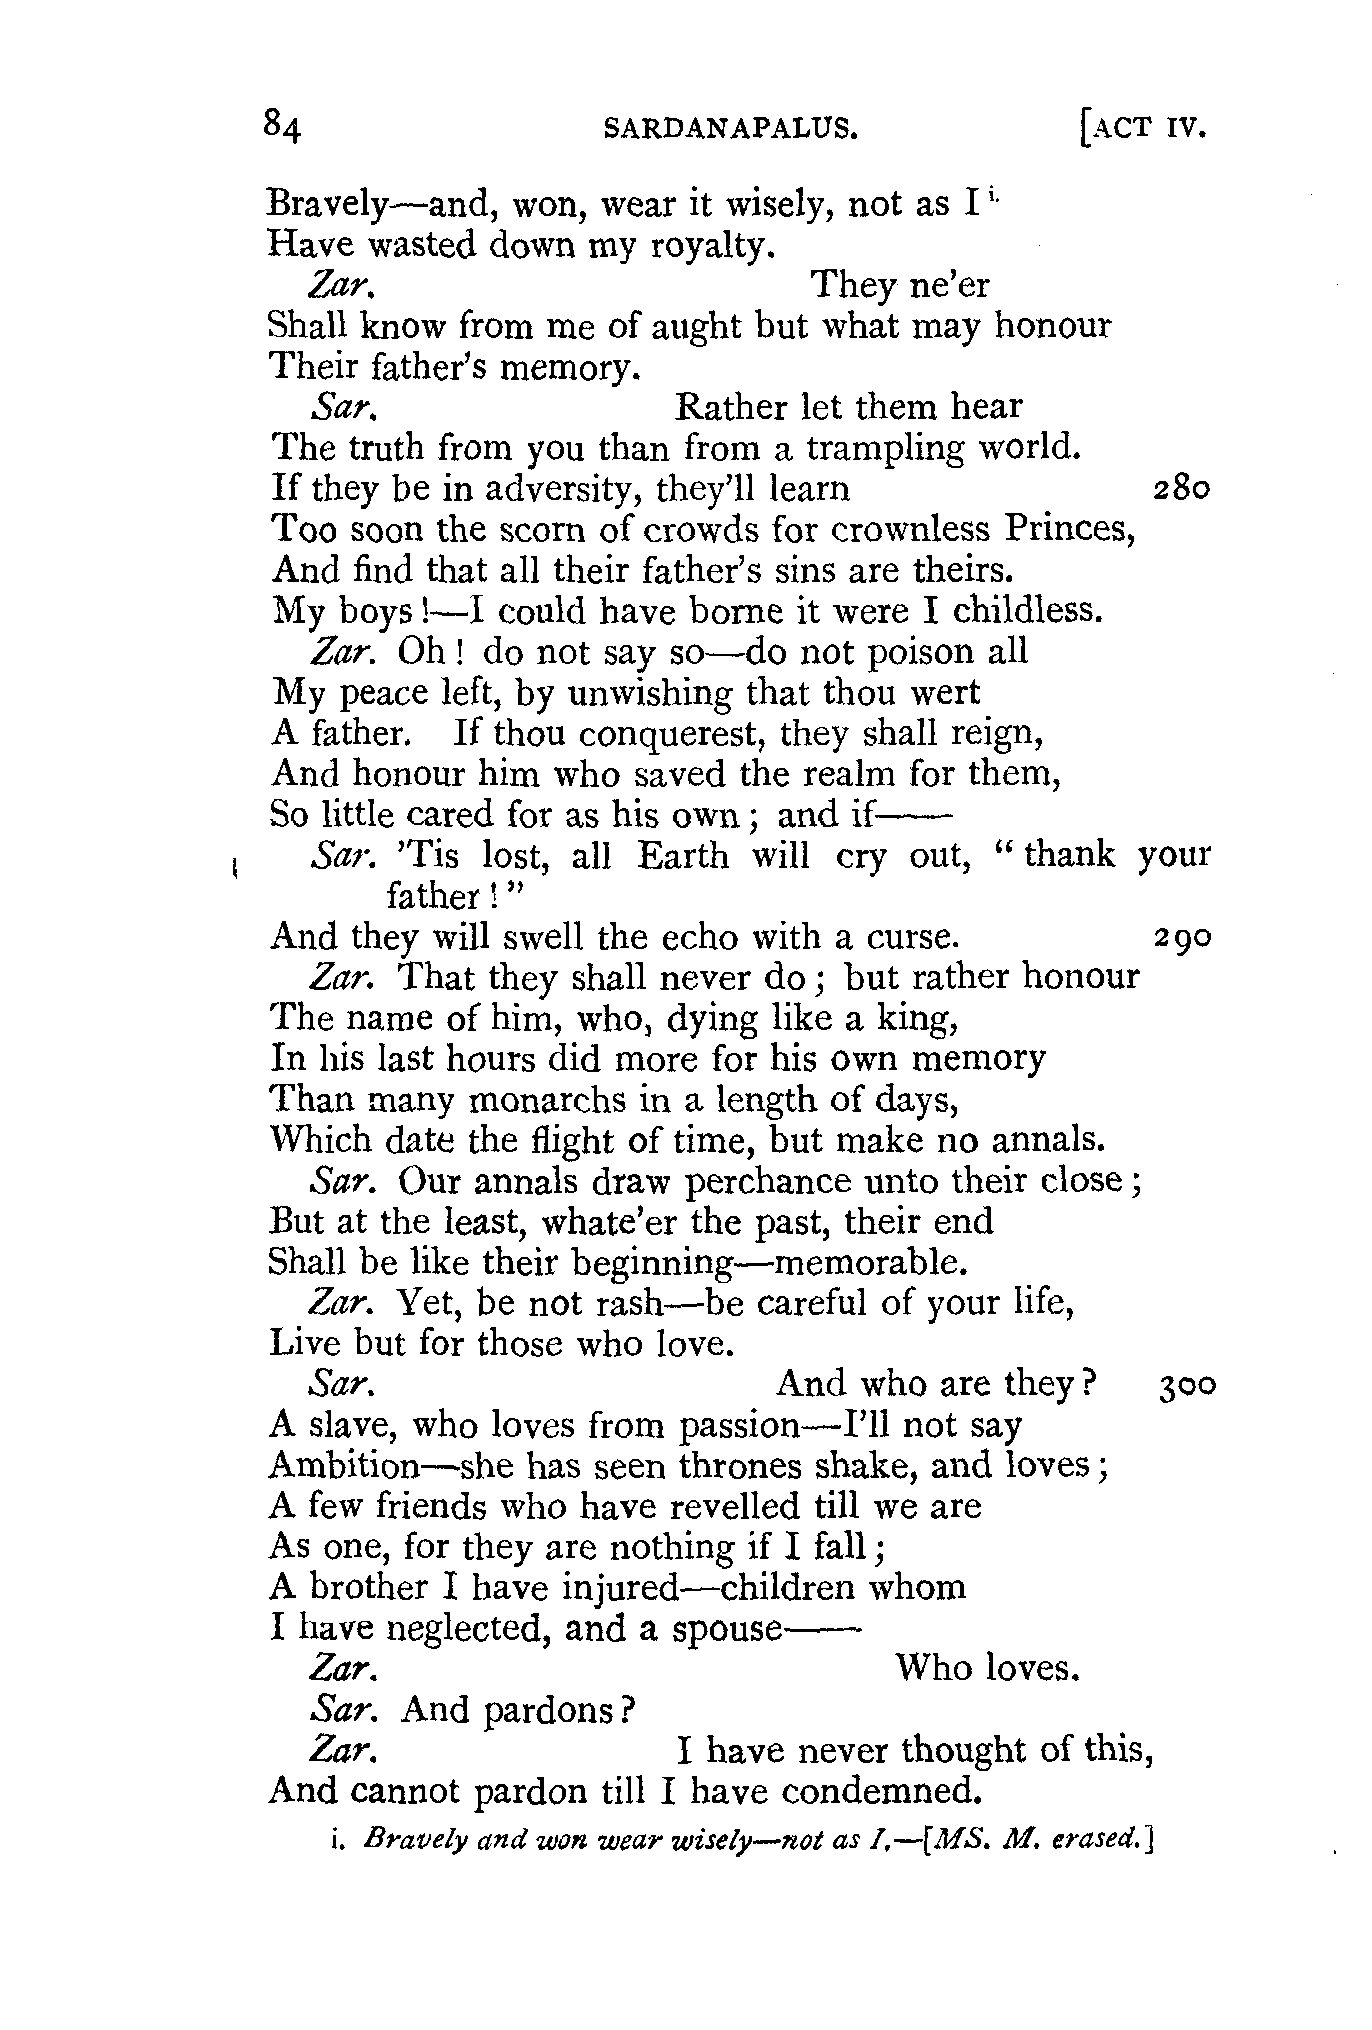 84 SARDANAPALUS. [ACT IV.
Bravely—and, won, wear it wisely, not as I i.
Have wasted down my royalty.
Zar. They ne'er
Shall know from me of aught but what may honour
Their father's memory.
Sar. Rather let them hear
The truth from you than from a trampling world.
If they be in adversity, they'll learn 280
Too soon the scorn of crowds for crownless Princes,
And find that all their father's sins are theirs.
My boys!—I could have borne it were I childless.
Zar. Oh! do not say so—do not poison all
My peace left, by unwishing that thou wert
A father. If thou conquerest, they shall reign,
And honour him who saved the realm for them,
So little cared for as his own; and if——
Sar. 'Tis lost, all Earth will cry out, "thank your
father!"
And they will swell the echo with a curse. 290
Zar. That they shall never do; but rather honour
The name of him, who, dying like a king,
In his last hours did more for his own memory
Than many monarchs in a length of days,
Which date the flight of time, but make no annals.
Sar. Our annals draw perchance unto their close;
But at the least, whate'er the past, their end
Shall be like their beginning—memorable.
Zar. Yet, be not rash—be careful of your life,
Live but for those who love.
Sar. And who are they? 300
A slave, who loves from passion—I'll not say
Ambition—she has seen thrones shake, and loves;
A few friends who have revelled till we are
As one, for they are nothing if I fall;
A brother I have injured—children whom
I have neglected, and a spouse——
Zar. Who loves.
Sar. And pardons?
Zar. I have never thought of this,
And cannot pardon till I have condemned.
i. Bravely and won wear wisely—not as I.—[MS. M. erased.]